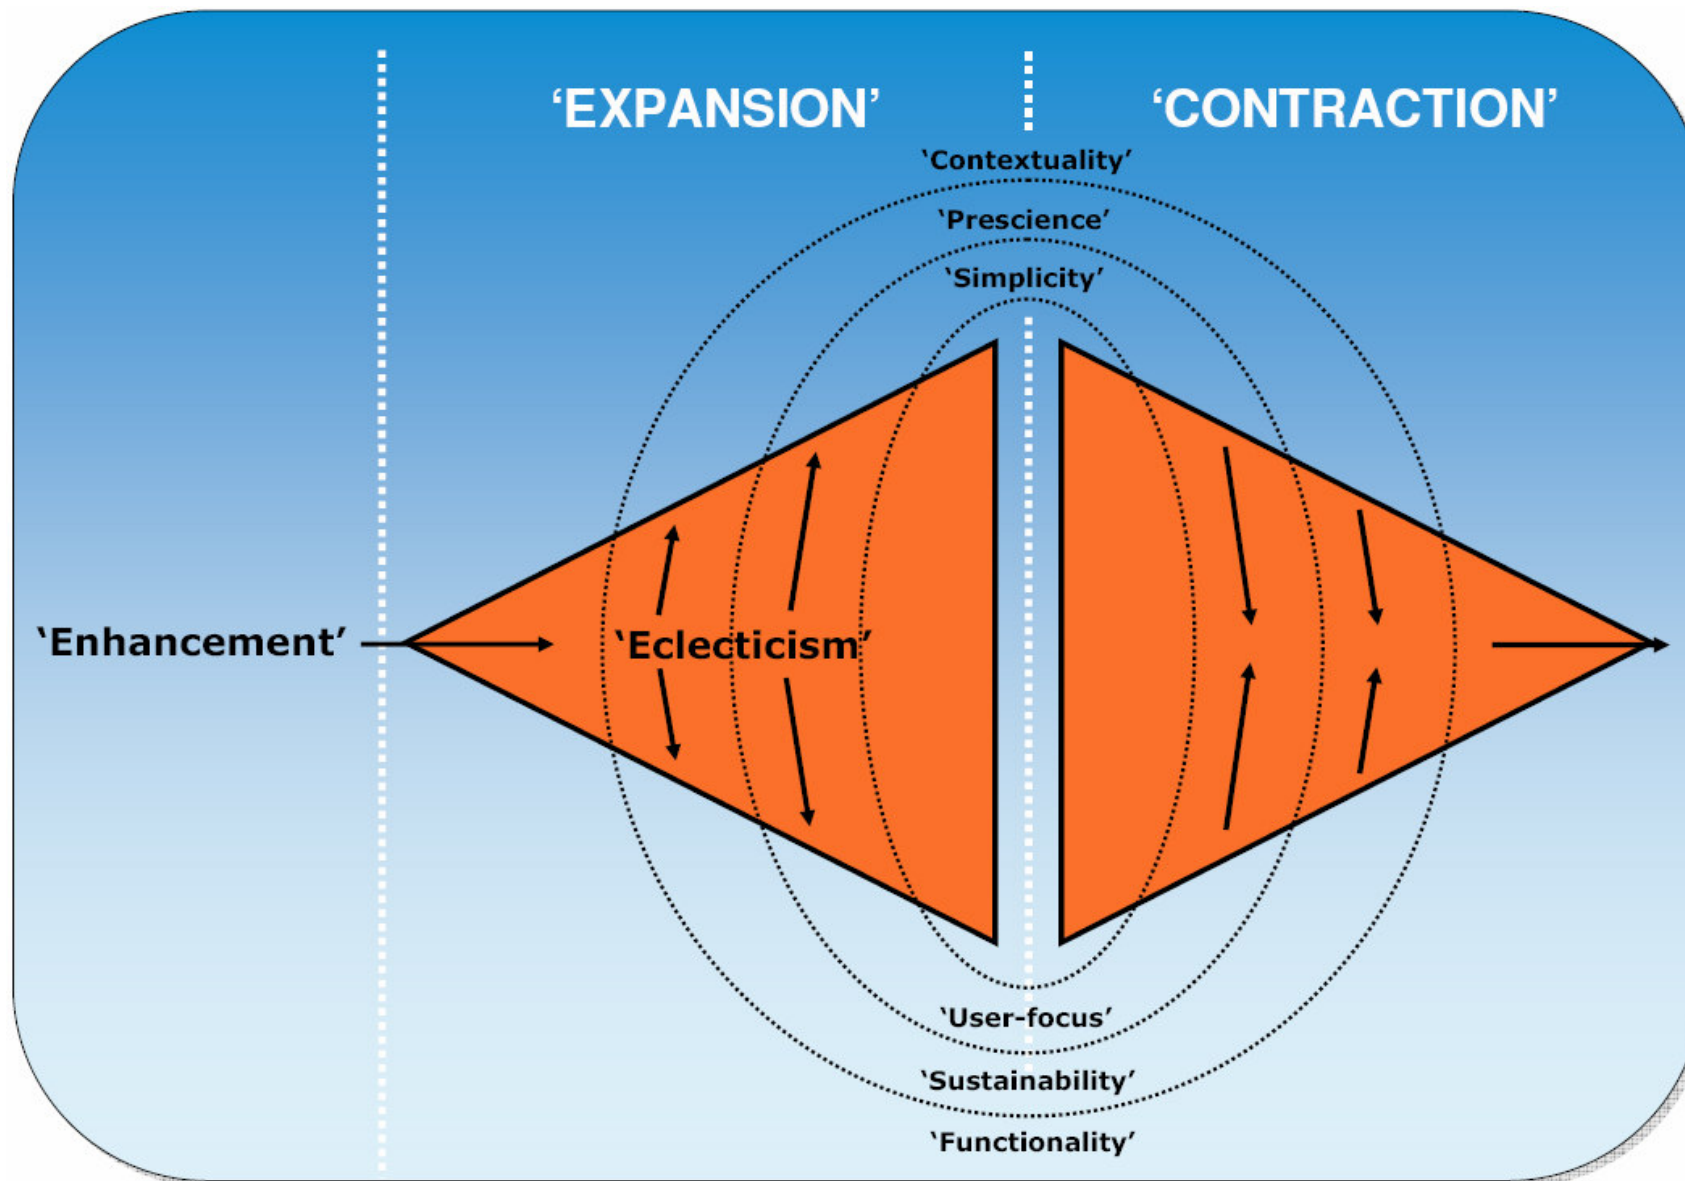 ‘EXPANSION’
‘CONTRACTION’
‘Contextuality’
‘Prescience’
‘Simplicity’
‘Enhancement’
‘Eclecticism’
‘User-focus’
‘Sustainability’
‘Functionality’